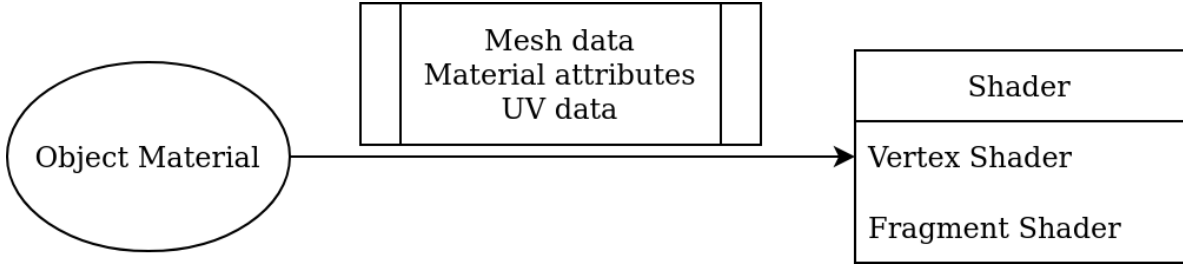 Object Material
Mesh data
Material attributes
UV data
Shader
Vertex Shader
Fragment Shader